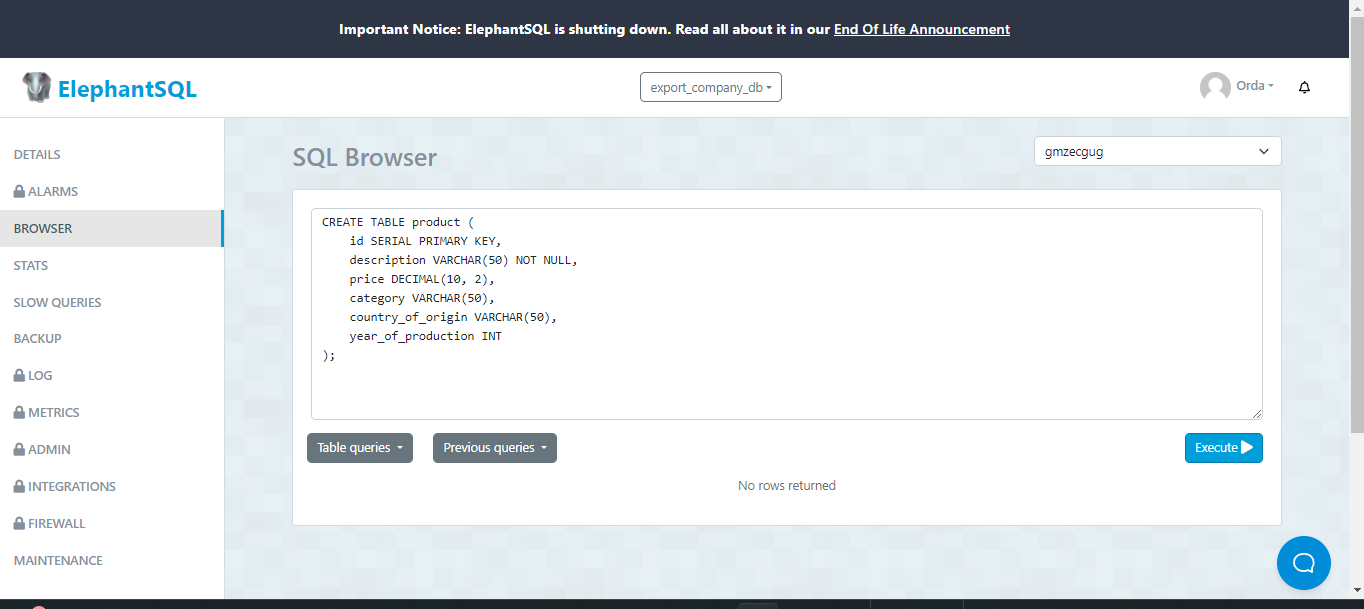 Important Notice: ElephantSQL is shutting down. Read all about it in our End Of Life Announcement
ElephantSQL
export_company_db
Orda
DETAILS
ALARMS
BROWSER
STATS
SLOW QUERIES
BACKUP
LOG
METRICS
ADMIN
INTEGRATIONS
FIREWALL
MAINTENANCE
SQL Browser
gmzecgug
CREATE TABLE product (
    id SERIAL PRIMARY KEY,
    description VARCHAR(50) NOT NULL,
    price DECIMAL(10, 2),
    category VARCHAR(50),
    country_of_origin VARCHAR(50),
    year_of_production INT
);
Table queries
Previous queries
Execute
No rows returned